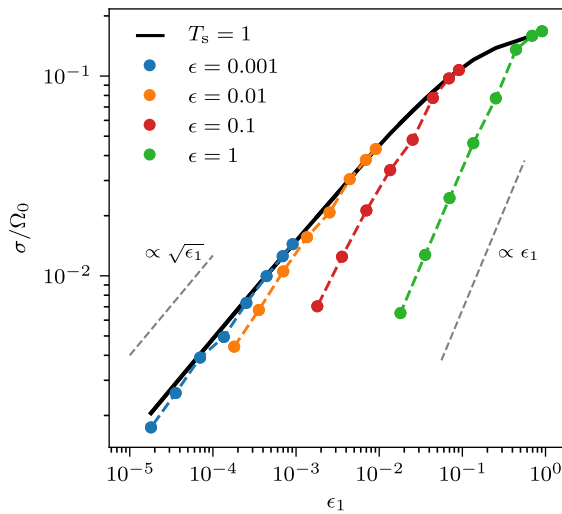 T_s = 1
ϵ = 0.001
ϵ = 0.01
ϵ = 0.1
ϵ = 1
10^{-1}
10^{-2}
σ/Ω_0
∝ √ϵ_1
∝ ϵ_1
10^{-5} 10^{-4} 10^{-3} 10^{-2} 10^{-1} 10^0
ϵ_1